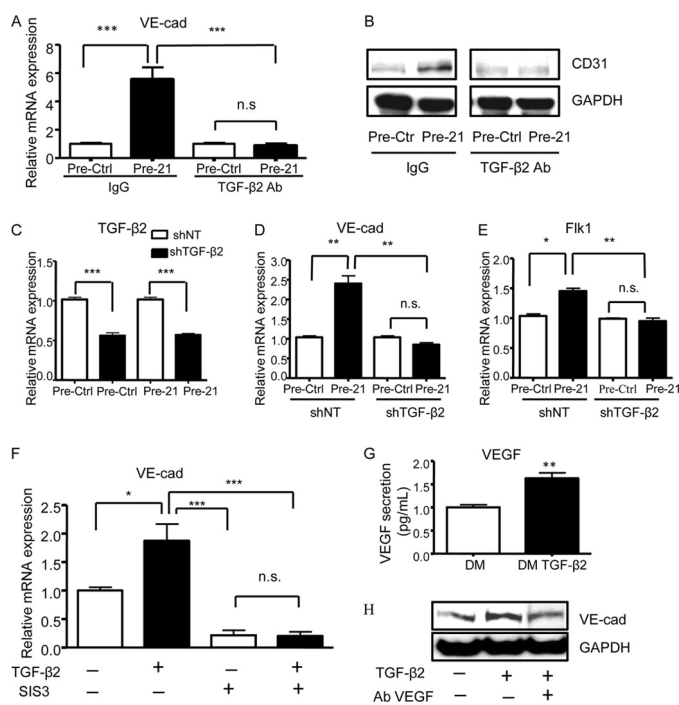 A
VE-cad
Relative mRNA expression
8
6
4
2
0
***
***
n.s
Pre-Ctrl Pre-21 Pre-Ctrl Pre-21
IgG TGF-β2 Ab
B
CD31
GAPDH
Pre-Ctr Pre-21 Pre-Ctrl Pre-21
IgG TGF-β2 Ab
C
TGF-β2
shNT
shTGF-β2
Relative mRNA expression
1.5
1.0
0.5
0.0
*** ***
Pre-Ctrl Pre-Ctrl Pre-21 Pre-21
D
VE-cad
Relative mRNA expression
3.0
2.5
2.0
1.5
1.0
0.5
0.0
** **
n.s.
Pre-Ctrl Pre-21 Pre-Ctrl Pre-21
shNT shTGF-β2
E
Flk1
Relative mRNA expression
2.0
1.5
1.0
0.5
0.0
* **
n.s.
Pre-Ctrl Pre-21 Pre-Ctrl Pre-21
shNT shTGF-β2
F
VE-cad
Relative mRNA expression
2.5
2.0
1.5
1.0
0.5
0.0
*
***
***
n.s.
TGF-β2 – + – +
SIS3 – – + +
G
VEGF
VEGF secretion
(pg/mL)
2.0
1.5
1.0
0.5
0.0
**
DM DM TGF-β2
H
VE-cad
GAPDH
TGF-β2 – + +
Ab VEGF – – +